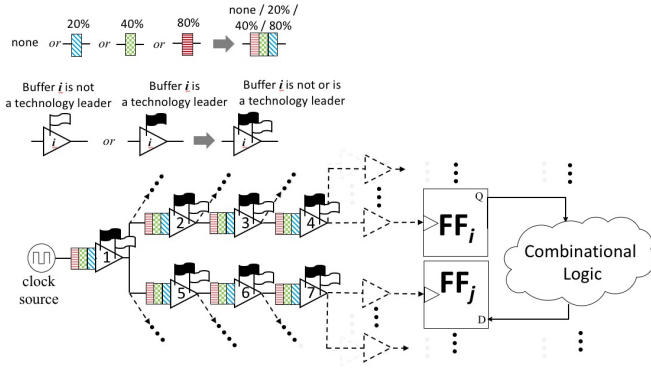 20%
40%
80%
none / 20% /
40% / 80%
none
or
or
or
Buffer i is not
a technology leader
Buffer i is
a technology leader
Buffer i is not or is
a technology leader
i
or
i
i
1
2
3
4
5
6
7
clock
source
Q
FFi
FFj
D
Combinational
Logic